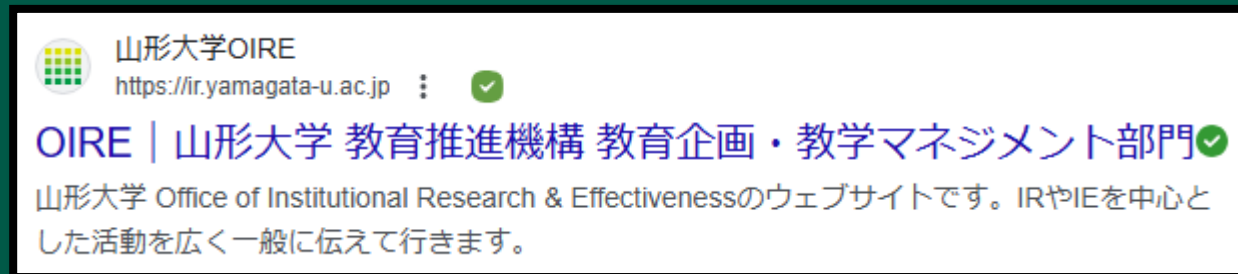 山形大学OIRE
https://ir.yamagata-u.ac.jp
OIRE｜山形大学 教育推進機構 教育企画・教学マネジメント部門
山形大学 Office of Institutional Research & Effectivenessのウェブサイトです。IRやIEを中心と
した活動を広く一般に伝えて行きます。